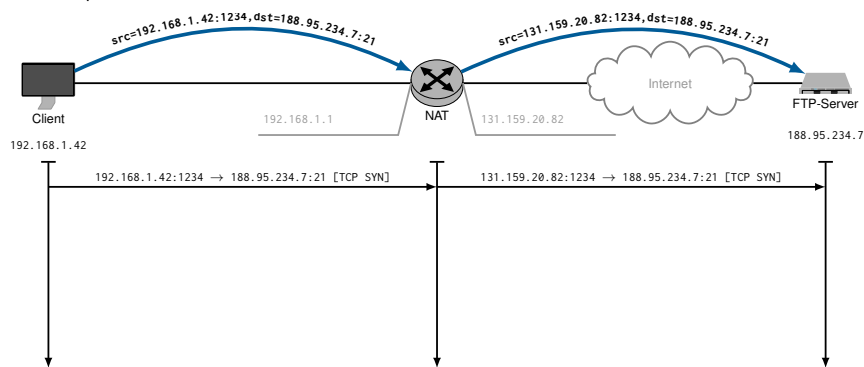 src=192.168.1.42:1234,dst=188.95.234.7:21
src=131.159.20.82:1234,dst=188.95.234.7:21
Internet
Client
NAT
FTP-Server
192.168.1.1
131.159.20.82
192.168.1.42
188.95.234.7
192.168.1.42:1234 → 188.95.234.7:21 [TCP SYN]
131.159.20.82:1234 → 188.95.234.7:21 [TCP SYN]